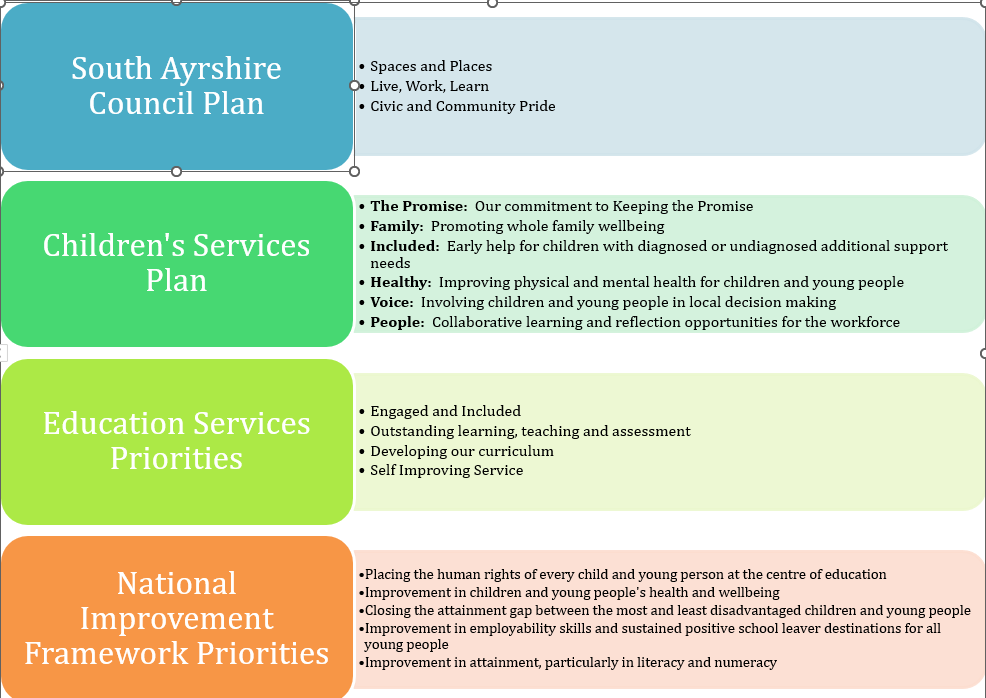 South Ayrshire
Council Plan
• Spaces and Places
• Live, Work, Learn
• Civic and Community Pride
Children's Services
Plan
• The Promise: Our commitment to Keeping the Promise
• Family: Promoting whole family wellbeing
• Included: Early help for children with diagnosed or undiagnosed additional support
needs
• Healthy: Improving physical and mental health for children and young people
• Voice: Involving children and young people in local decision making
• People: Collaborative learning and reflection opportunities for the workforce
Education Services
Priorities
• Engaged and Included
• Outstanding learning, teaching and assessment
• Developing our curriculum
• Self Improving Service
National
Improvement
Framework Priorities
•Placing the human rights of every child and young person at the centre of education
•Improvement in children and young people's health and wellbeing
•Closing the attainment gap between the most and least disadvantaged children and young people
•Improvement in employability skills and sustained positive school leaver destinations for all
young people
•Improvement in attainment, particularly in literacy and numeracy